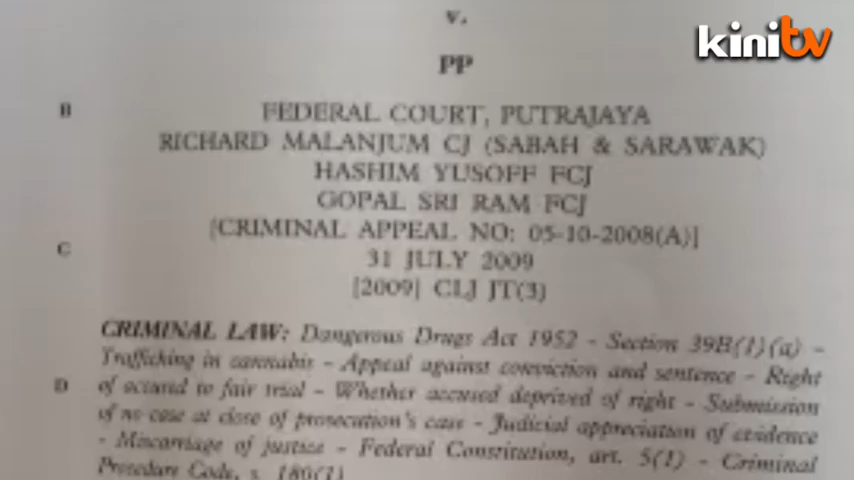 kinitv
v.
PP
B
FEDERAL COURT, PUTRAJAYA
RICHARD MALANJUM CJ (SABAH & SARAWAK)
HASHIM YUSOFF FCJ
GOPAL SRI RAM FCJ
[CRIMINAL APPEAL NO: 05-10-2008(A)]
C
31 JULY 2009
[2009] CLJ JT(3)
CRIMINAL LAW: Dangerous Drugs Act 1952 - Section 39B(1)(a) -
Trafficking in cannabis - Appeal against conviction and sentence - Right
D
of accused to fair trial - Whether accused deprived of right - Submission
of no case at close of prosecution's case - Judicial appreciation of evidence
- Miscarriage of justice - Federal Constitution, art. 5(1) - Criminal
Procedure Code, s. 180(1)